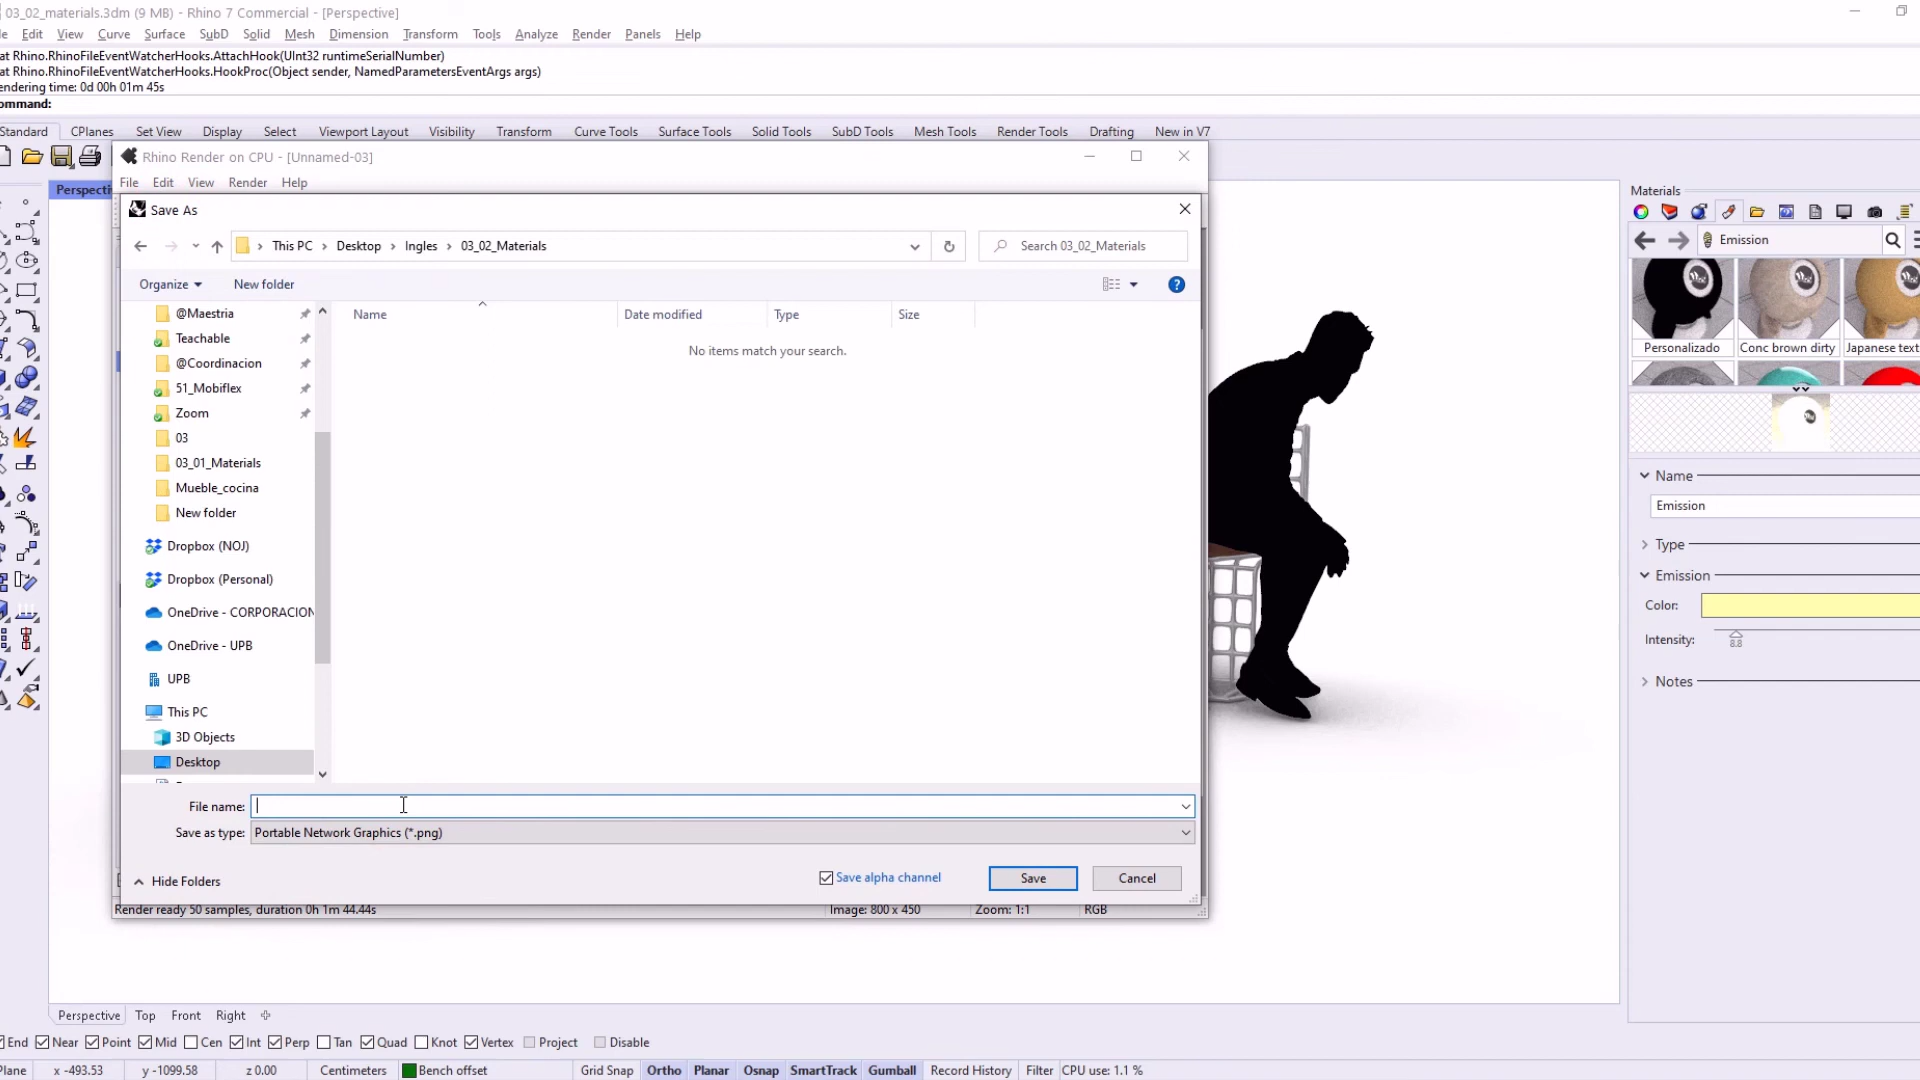 03_02_materials.3dm (9 MB) - Rhino 7 Commercial - [Perspective]
Edit View Curve Surface SubD Solid Mesh Dimension Transform Tools Analyze Render Panels Help
at Rhino.RhinoFileEventWatcherHooks.AttachHook(UInt32 runtimeSerialNumber)
at Rhino.RhinoFileEventWatcherHooks.HookProc(Object sender, NamedParametersEventArgs args)
endering time: 0d 00h 01m 45s
ommand:
Standard CPlanes Set View Display Select Viewport Layout Visibility Transform Curve Tools Surface Tools Solid Tools SubD Tools Mesh Tools Render Tools Drafting New in V7
Rhino Render on CPU - [Unnamed-03]
File Edit View Render Help
Perspecti
Materials
Save As
This PC > Desktop > Ingles > 03_02_Materials
Search 03_02_Materials
Emission
Organize
New folder
Name Date modified Type Size
No items match your search.
@Maestria
Teachable
@Coordinacion
51_Mobiflex
Zoom
03
03_01_Materials
Mueble_cocina
New folder
Dropbox (NOJ)
Dropbox (Personal)
OneDrive - CORPORACION
OneDrive - UPB
UPB
This PC
3D Objects
Desktop
Personalizado Conc brown dirty Japanese text
Name
Emission
Type
Emission
Color:
Intensity:
8.8
Notes
File name:
Save as type: Portable Network Graphics (*.png)
Hide Folders
Save alpha channel
Save
Cancel
Render ready 50 samples, duration 0h 1m 44.44s
Image: 800 x 450
Zoom: 1:1
RGB
Perspective Top Front Right
End Near Point Mid Cen Int Perp Tan Quad Knot Vertex Project Disable
Plane x -493.53 y -1099.58 z 0.00 Centimeters Bench offset Grid Snap Ortho Planar Osnap SmartTrack Gumball Record History Filter CPU use: 1.1 %